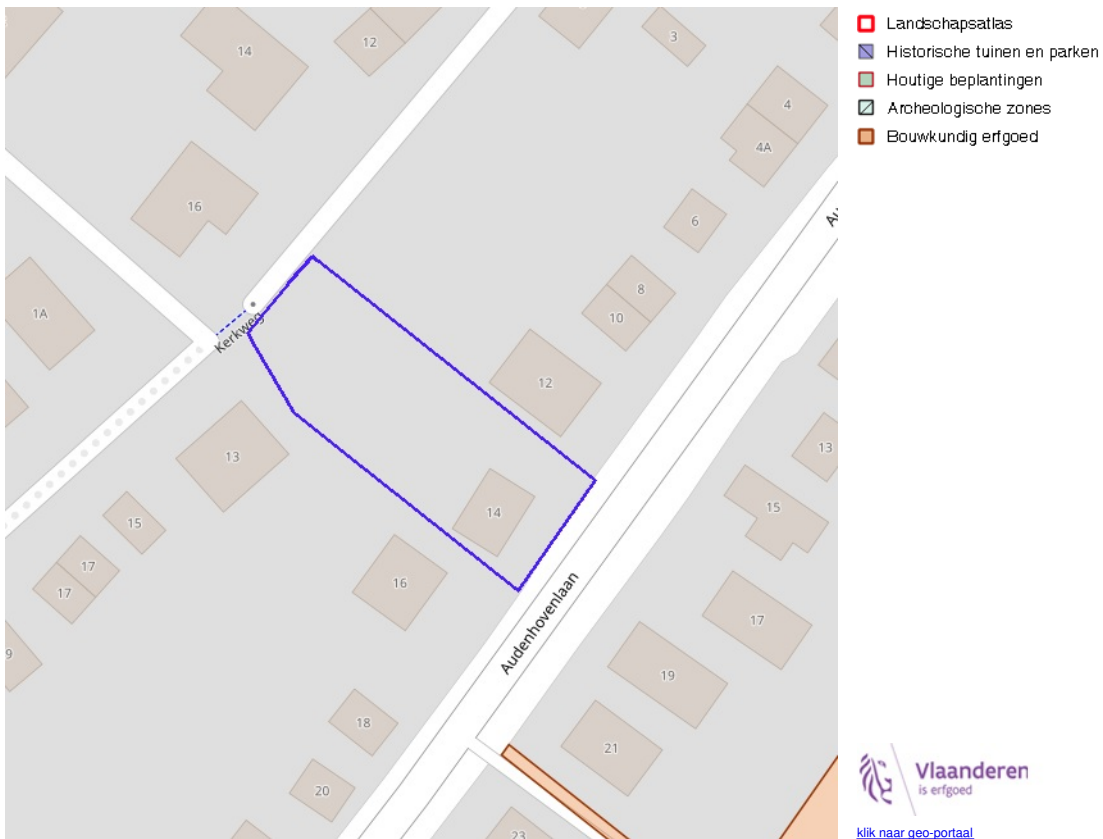 14
12
3
4
4A
16
6
1A
8
10
Kerkweg
12
13
13
14
15
15
16
17
17
17
9
19
18
21
20
23
Audenhovenlaan
Au
Landschapsatlas
Historische tuinen en parken
Houtige beplantingen
Archeologische zones
Bouwkundig erfgoed
Vlaanderen
is erfgoed
klik naar geo-portaal